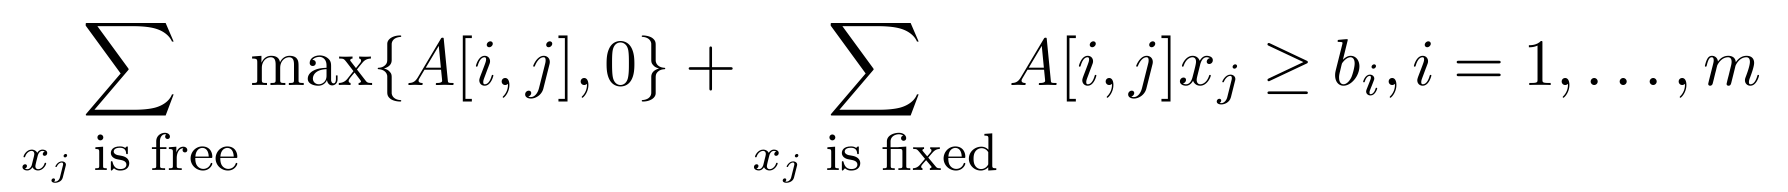 ∑ max{A[i, j], 0} + ∑ A[i, j]x_j ≥ b_i, i = 1, . . . , m
x_j is free x_j is fixed